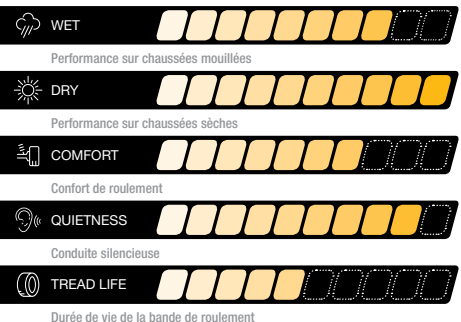 WET
Performance sur chaussées mouillées
DRY
Performance sur chaussées sèches
COMFORT
Confort de roulement
QUIETNESS
Conduite silencieuse
TREAD LIFE
Durée de vie de la bande de roulement